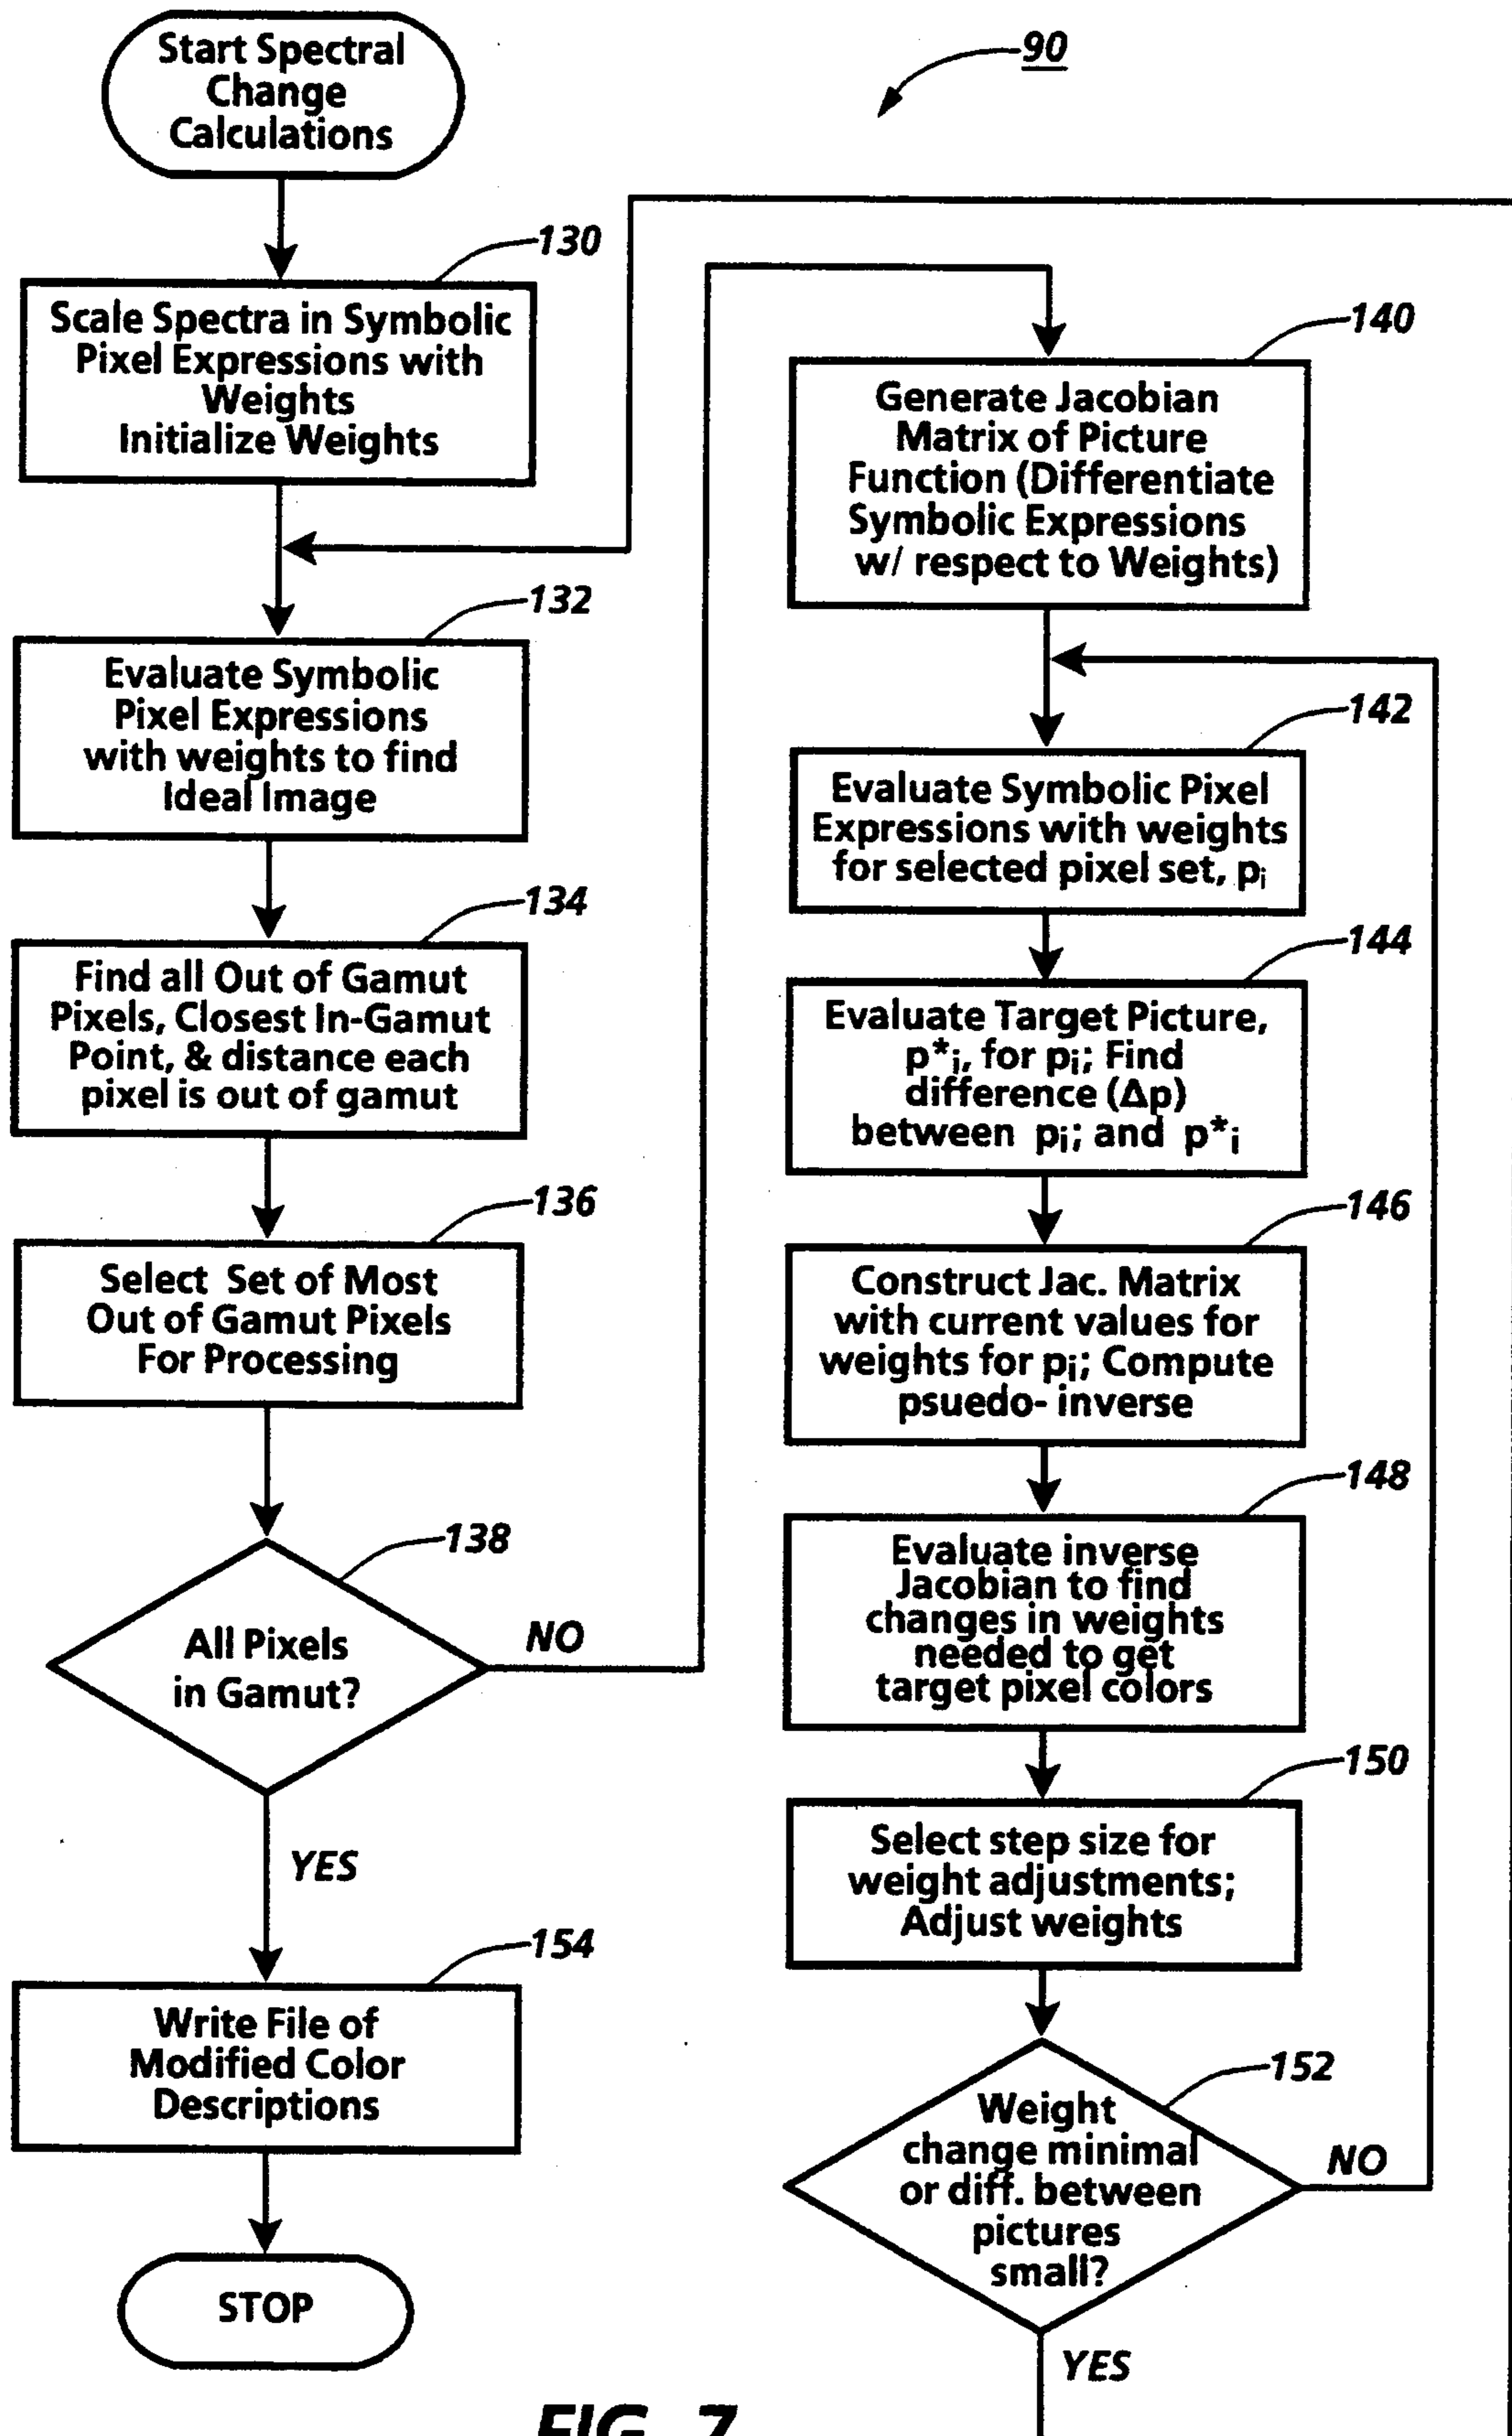 Start Spectral
Change
Calculations
90
130
Scale Spectra in Symbolic
Pixel Expressions with
Weights
Initialize Weights
132
Evaluate Symbolic
Pixel Expressions
with weights to find
Ideal Image
134
Find all Out of Gamut
Pixels, Closest In-Gamut
Point, & distance each
pixel is out of gamut
136
Select Set of Most
Out of Gamut Pixels
For Processing
138
All Pixels
in Gamut?
NO
YES
154
Write File of
Modified Color
Descriptions
STOP
140
Generate Jacobian
Matrix of Picture
Function (Differentiate
Symbolic Expressions
w/ respect to Weights)
142
Evaluate Symbolic Pixel
Expressions with weights
for selected pixel set, pi
144
Evaluate Target Picture,
p*i, for pi; Find
difference (Δp)
between pi; and p*i
146
Construct Jac. Matrix
with current values for
weights for pi; Compute
psuedo- inverse
148
Evaluate inverse
Jacobian to find
changes in weights
needed to get
target pixel colors
150
Select step size for
weight adjustments;
Adjust weights
152
Weight
change minimal
or diff. between
pictures
small?
NO
YES
FIG. 7